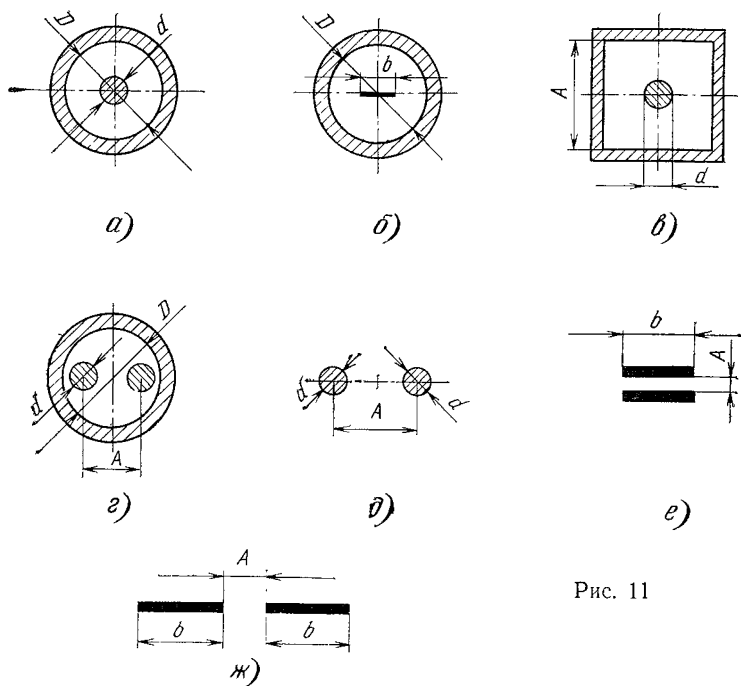 D d
D b
A d
а) б) в)
D d A
d A d
b A
г) д) е)
A
b b
Рис. 11
ж)